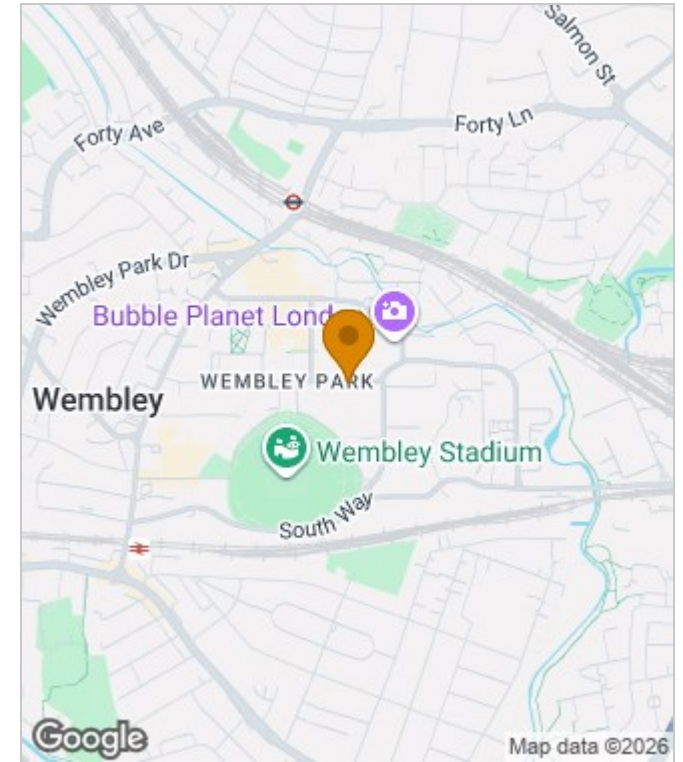 Salmon St
Forty Ave
Forty Ln
Wembley Park Dr
Bubble Planet Lond
WEMBLEY PARK
Wembley
Wembley Stadium
South Way
Google
Map data ©2026